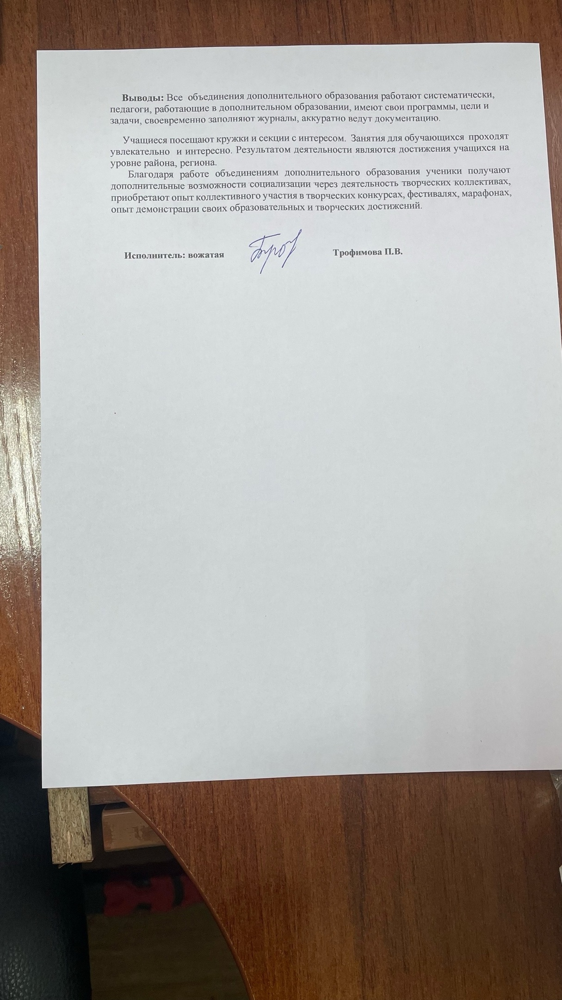 Выводы: Все объединения дополнительного образования работают систематически,
педагоги, работающие в дополнительном образовании, имеют свои программы, цели и
задачи, своевременно заполняют журналы, аккуратно ведут документацию.
Учащиеся посещают кружки и секции с интересом. Занятия для обучающихся проходят
увлекательно и интересно. Результатом деятельности являются достижения учащихся на
уровне района, региона.
Благодаря работе объединениям дополнительного образования ученики получают
дополнительные возможности социализации через деятельность творческих коллективах,
приобретают опыт коллективного участия в творческих конкурсах, фестивалях, марафонах,
опыт демонстрации своих образовательных и творческих достижений.
Исполнитель: вожатая Трофимова П.В.